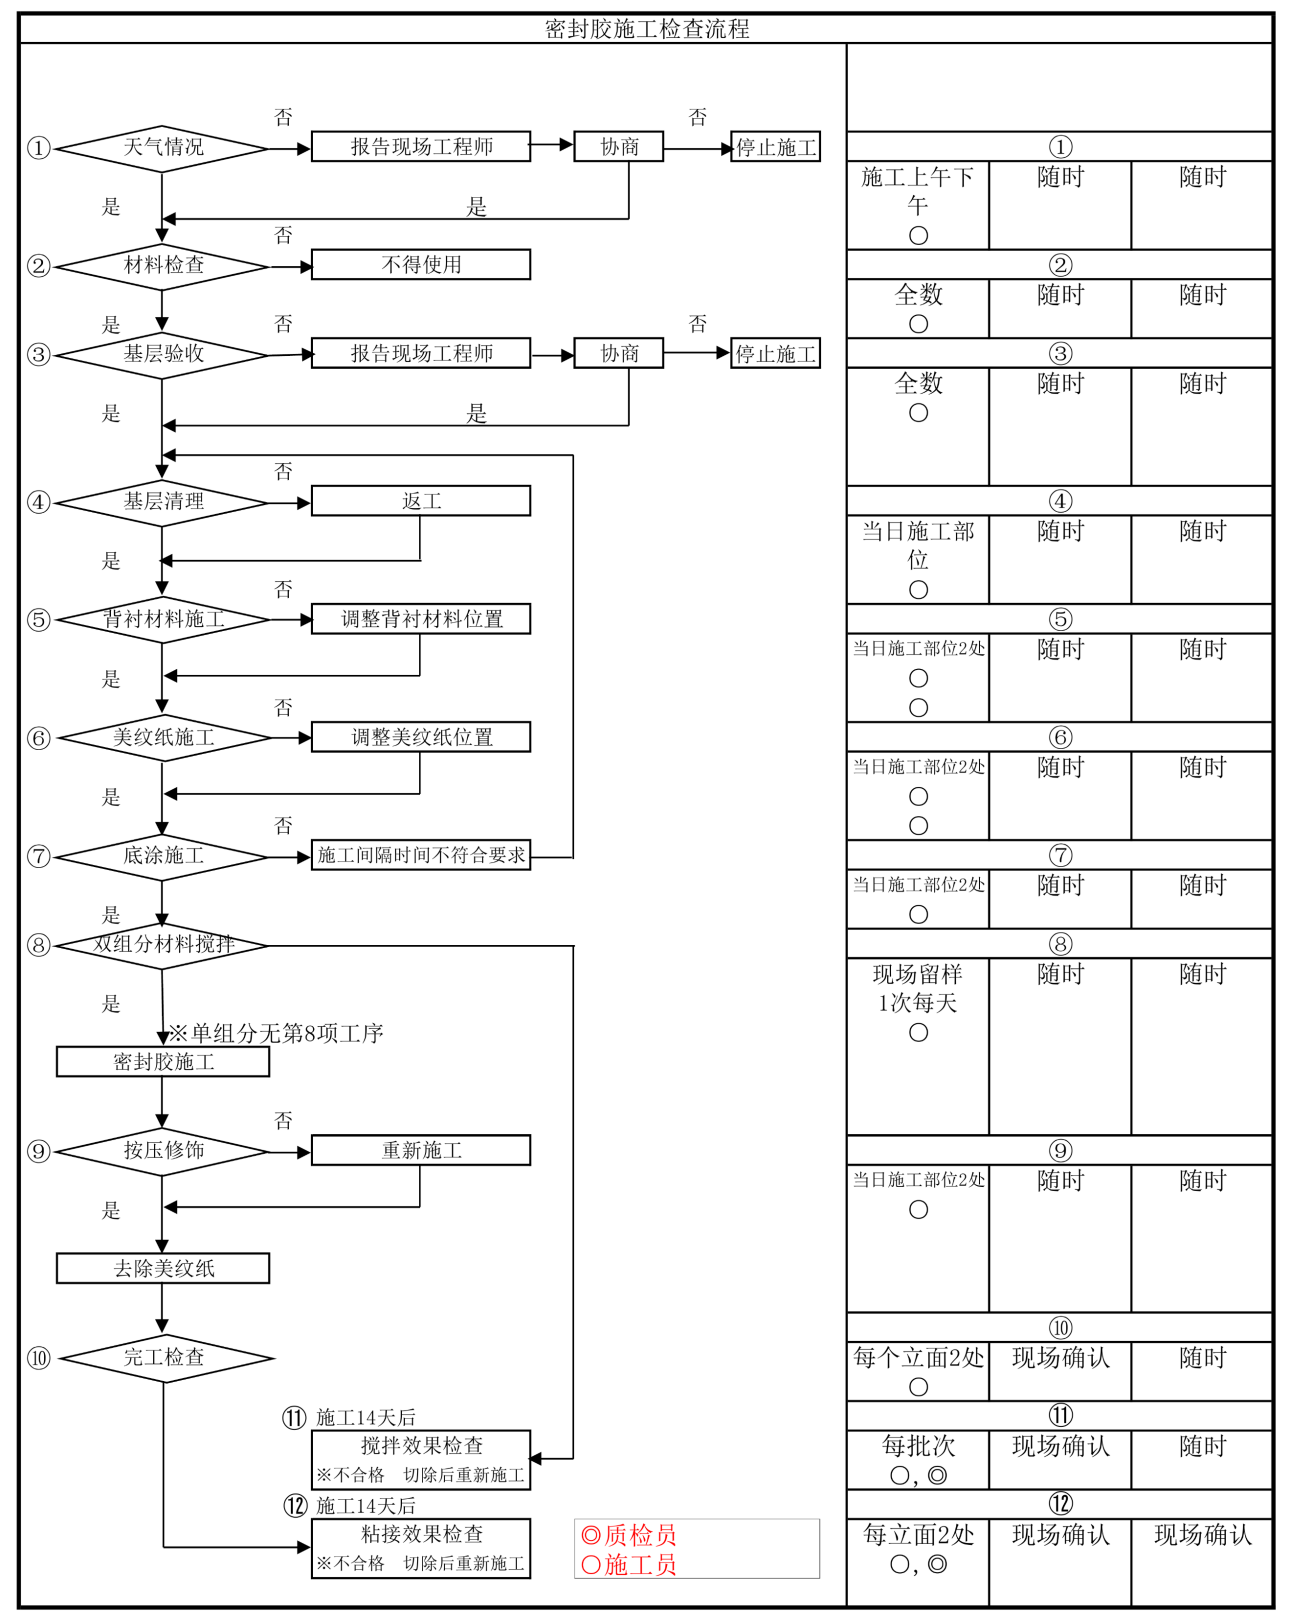 密封胶施工检查流程
否
否
① 天气情况 报告现场工程师 协商 停止施工
是
是
否
② 材料检查 不得使用
是
否
否
③ 基层验收 报告现场工程师 协商 停止施工
是
是
否
④ 基层清理 返工
是
否
⑤ 背衬材料施工 调整背衬材料位置
是
否
⑥ 美纹纸施工 调整美纹纸位置
是
否
⑦ 底涂施工 施工间隔时间不符合要求
是
⑧ 双组分材料搅拌
是
※单组分无第8项工序
密封胶施工
否
⑨ 按压修饰 重新施工
是
去除美纹纸
⑩ 完工检查
⑪ 施工14天后
搅拌效果检查
※不合格 切除后重新施工
⑫ 施工14天后
粘接效果检查
※不合格 切除后重新施工
◎质检员
○施工员
①
施工上午下 随时 随时
午
○
②
全数 随时 随时
○
③
全数 随时 随时
○
④
当日施工部 随时 随时
位
○
⑤
当日施工部位2处 随时 随时
○
○
⑥
当日施工部位2处 随时 随时
○
○
⑦
当日施工部位2处 随时 随时
○
⑧
现场留样 随时 随时
1次每天
○
⑨
当日施工部位2处 随时 随时
○
⑩
每个立面2处 现场确认 随时
○
⑪
每批次 现场确认 随时
○, ◎
⑫
每立面2处 现场确认 现场确认
○, ◎